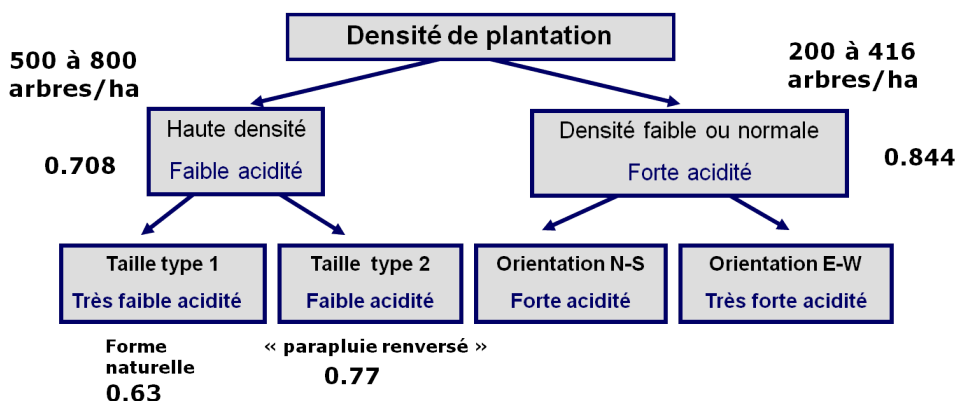 Densité de plantation
500 à 800
arbres/ha
200 à 416
arbres/ha
Haute densité
Faible acidité
0.708
Densité faible ou normale
Forte acidité
0.844
Taille type 1
Très faible acidité
Taille type 2
Faible acidité
Orientation N-S
Forte acidité
Orientation E-W
Très forte acidité
Forme
naturelle
0.63
« parapluie renversé »
0.77